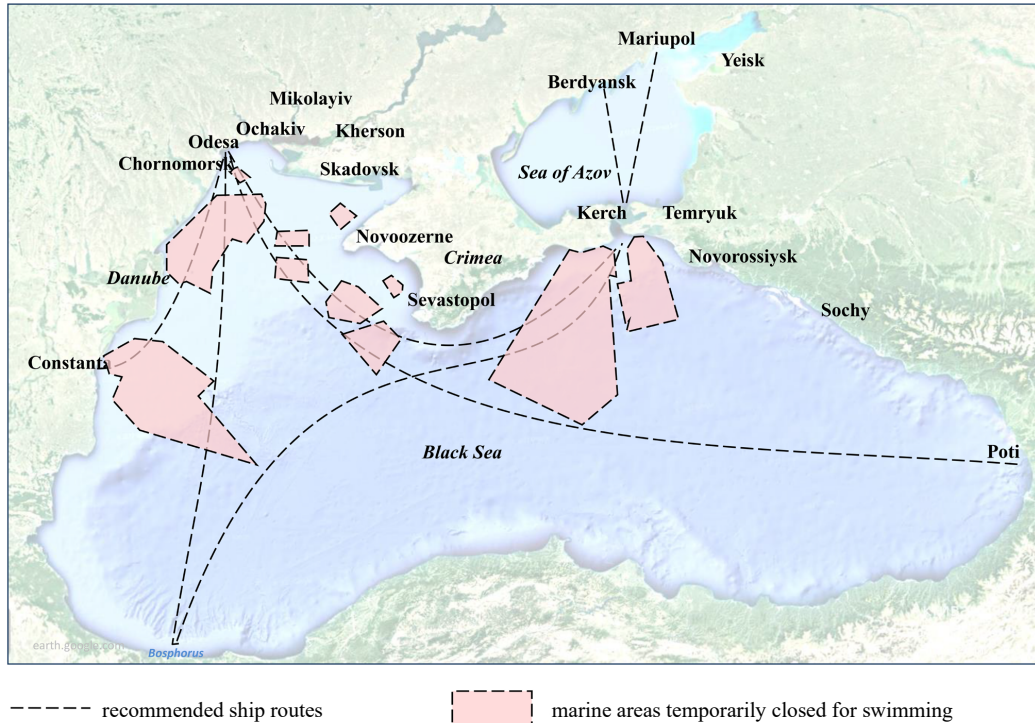 Mariupol
Yeisk
Berdyansk
Mikolayiv
Ochakiv
Kherson
Odesa
Chornomorsk
Skadovsk
Sea of Azov
Kerch
Temryuk
Novoozerne
Crimea
Novorossiysk
Danube
Sevastopol
Sochy
Constanta
Black Sea
Poti
earth.google.com
Bosphorus
recommended ship routes
marine areas temporarily closed for swimming